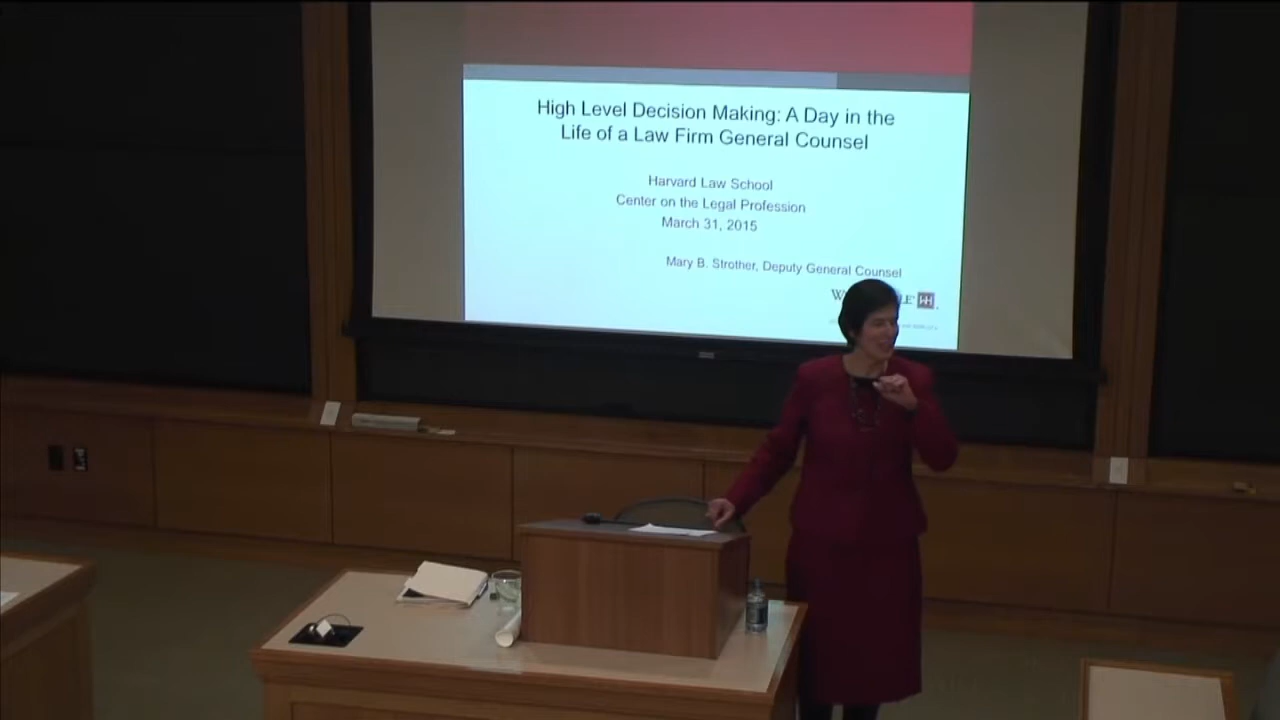 High Level Decision Making: A Day in the
Life of a Law Firm General Counsel
Harvard Law School
Center on the Legal Profession
March 31, 2015
Mary B. Strother, Deputy General Counsel
WH